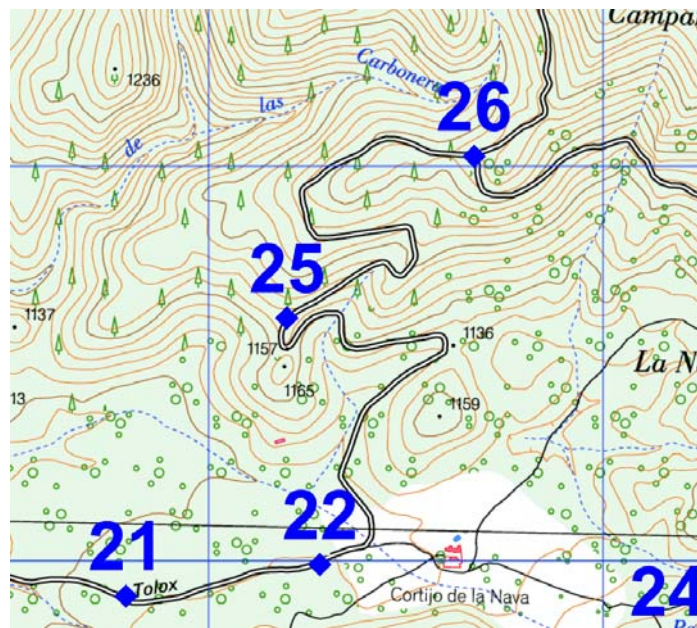 Campa
1236
Carboner
las
de
26
25
1137
1157
1136
1165
La N
13
1159
22
21
Tolox
Cortijo de la Nava
24